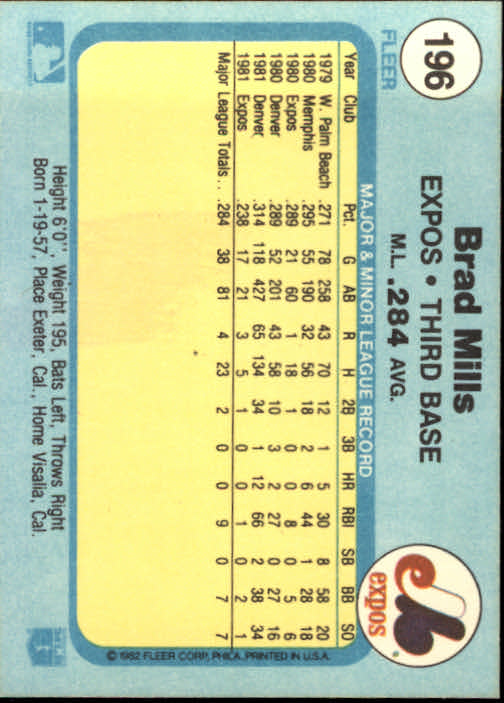 196
FLEER
Brad Mills
EXPOS • THIRD BASE
M.L. .284 AVG.
expos
MAJOR & MINOR LEAGUE RECORD
Year Club Pct. G AB R H 2B 3B HR RBI SB BB SO
1979 W. Palm Beach .271 78 258 43 70 12 1 5 30 8 58 20
1980 Memphis .295 55 190 32 56 18 2 6 44 1 28 18
1980 Expos .289 21 60 1 18 1 0 0 8 0 5 6
1980 Denver .289 52 201 43 58 10 3 2 27 0 27 16
1981 Denver .314 118 427 65 134 34 1 12 66 2 38 34
1981 Expos .238 17 21 3 5 1 0 0 1 0 2 1
Major League Totals . . .284 38 81 4 23 2 0 0 9 0 7 7
© 1982 FLEER CORP., PHILA. PRINTED IN U.S.A.
Height 6'0", Weight 195, Bats Left, Throws Right
Born 1-19-57, Place Exeter, Cal., Home Visalia, Cal.